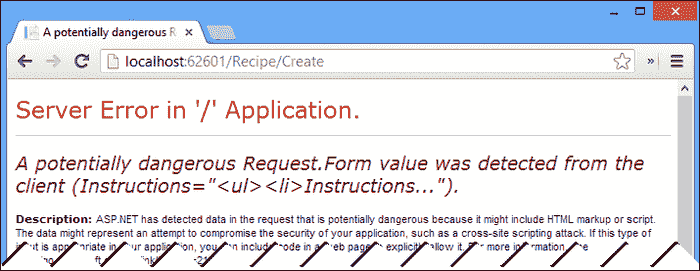 A potentially dangerous R
localhost:62601/Recipe/Create
Server Error in '/' Application.
A potentially dangerous Request.Form value was detected from the
client (Instructions="<ul><li>Instructions...").
Description: ASP.NET has detected data in the request that is potentially dangerous because it might include HTML markup or script.
The data might represent an attempt to compromise the security of your application, such as a cross-site scripting attack. If this type of
is appropriate in your application, you can include code in a web page to explicitly allow it. For more information,